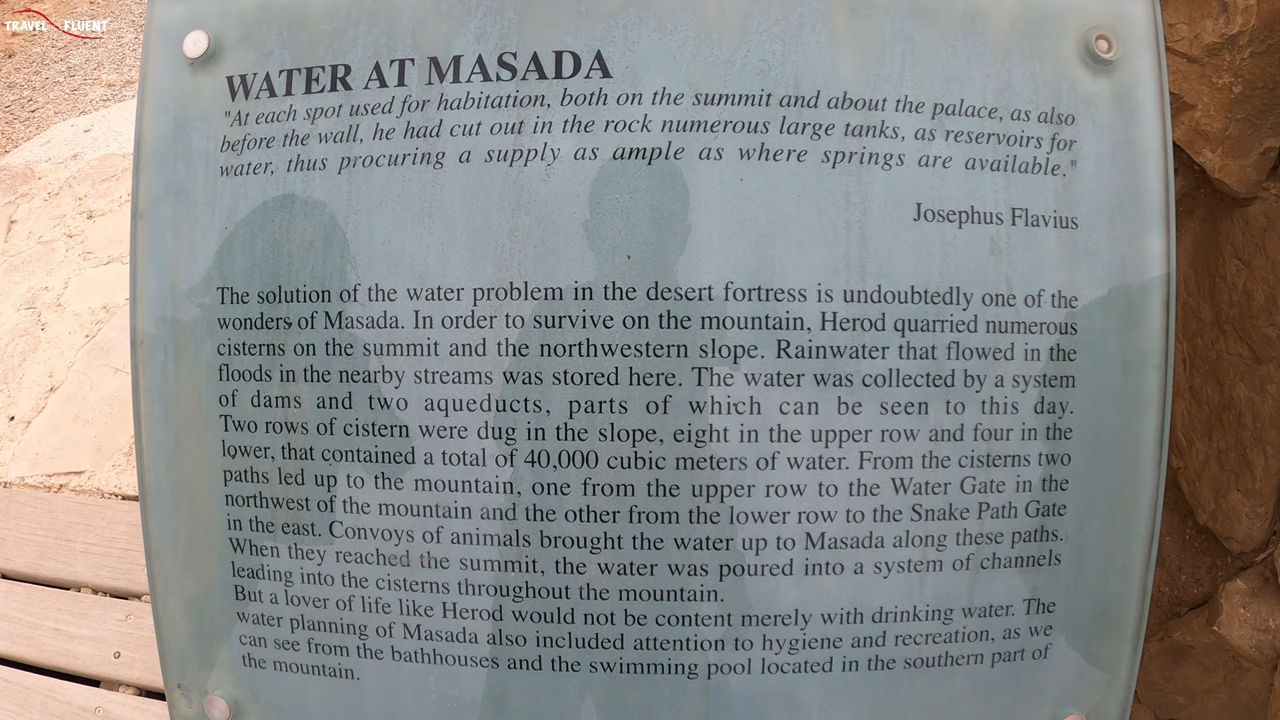 TRAVEL FLUENT
WATER AT MASADA
"At each spot used for habitation, both on the summit and about the palace, as also
before the wall, he had cut out in the rock numerous large tanks, as reservoirs for
water, thus procuring a supply as ample as where springs are available."
Josephus Flavius
The solution of the water problem in the desert fortress is undoubtedly one of the
wonders of Masada. In order to survive on the mountain, Herod quarried numerous
cisterns on the summit and the northwestern slope. Rainwater that flowed in the
floods in the nearby streams was stored here. The water was collected by a system
of dams and two aqueducts, parts of which can be seen to this day.
Two rows of cistern were dug in the slope, eight in the upper row and four in the
lower, that contained a total of 40,000 cubic meters of water. From the cisterns two
paths led up to the mountain, one from the upper row to the Water Gate in the
northwest of the mountain and the other from the lower row to the Snake Path Gate
in the east. Convoys of animals brought the water up to Masada along these paths.
When they reached the summit, the water was poured into a system of channels
leading into the cisterns throughout the mountain.
But a lover of life like Herod would not be content merely with drinking water. The
water planning of Masada also included attention to hygiene and recreation, as we
can see from the bathhouses and the swimming pool located in the southern part of
the mountain.